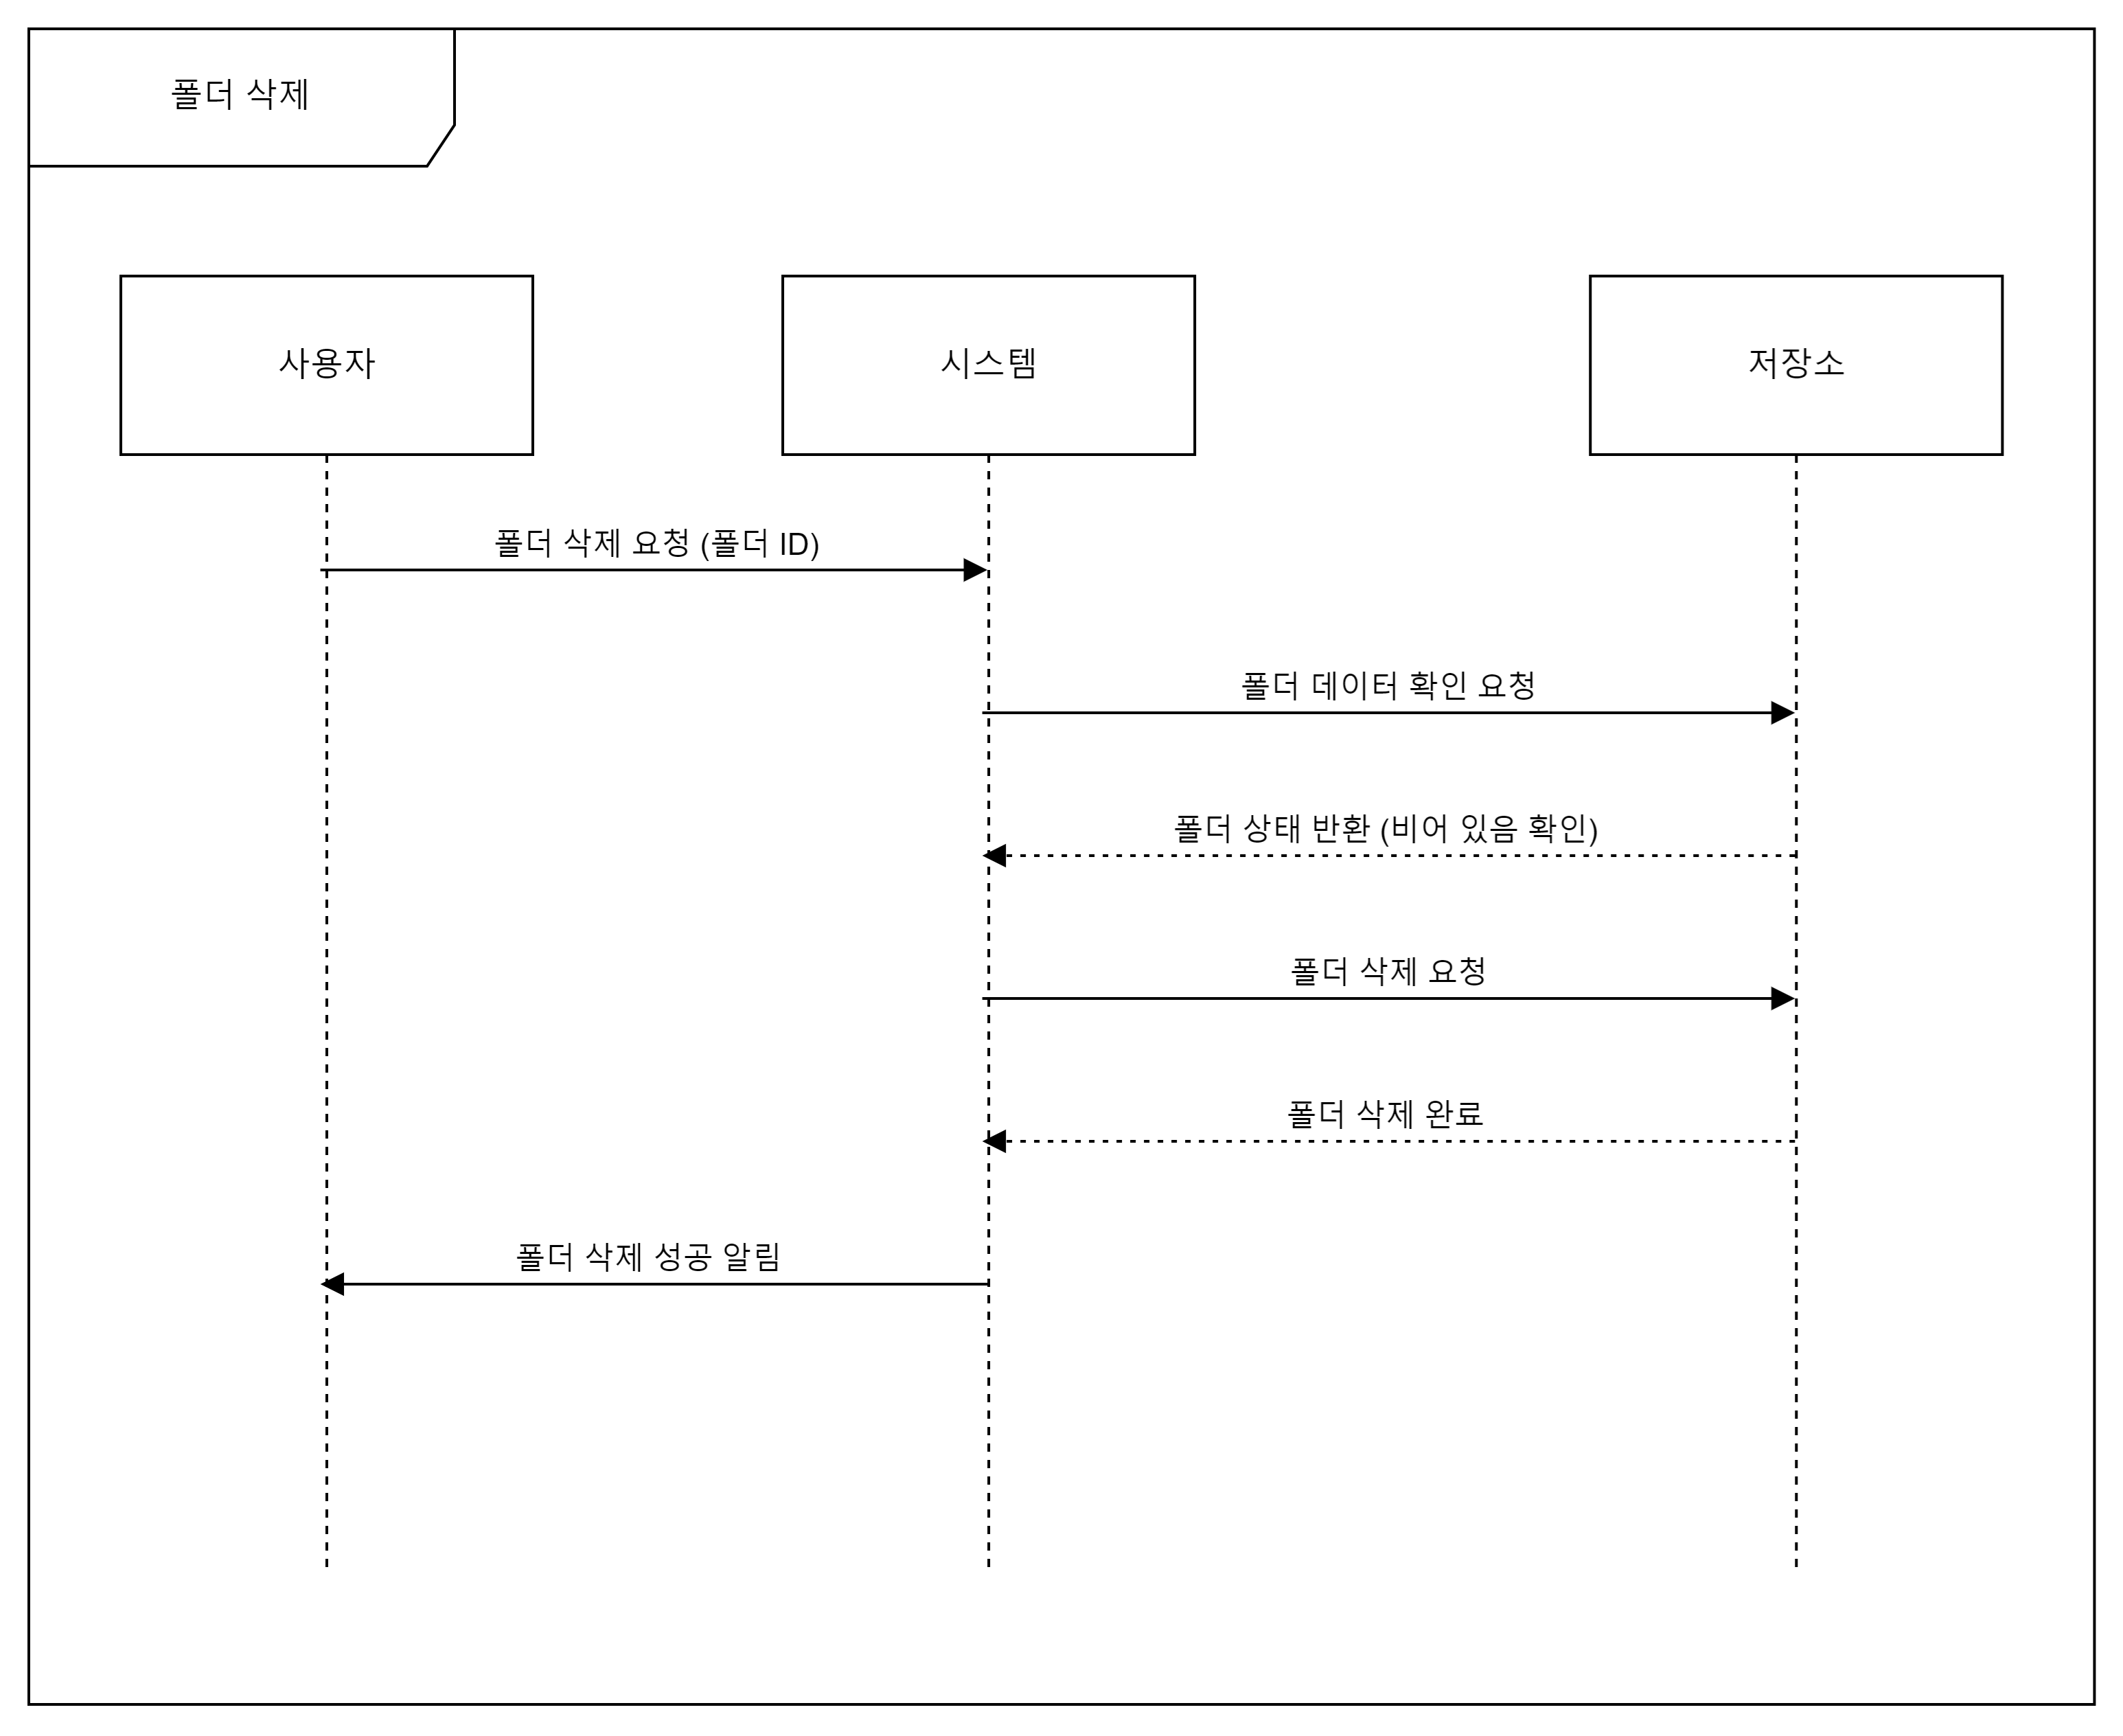 폴더 삭제
사용자
시스템
저장소
폴더 삭제 요청 (폴더 ID)
폴더 데이터 확인 요청
폴더 상태 반환 (비어 있음 확인)
폴더 삭제 요청
폴더 삭제 완료
폴더 삭제 성공 알림